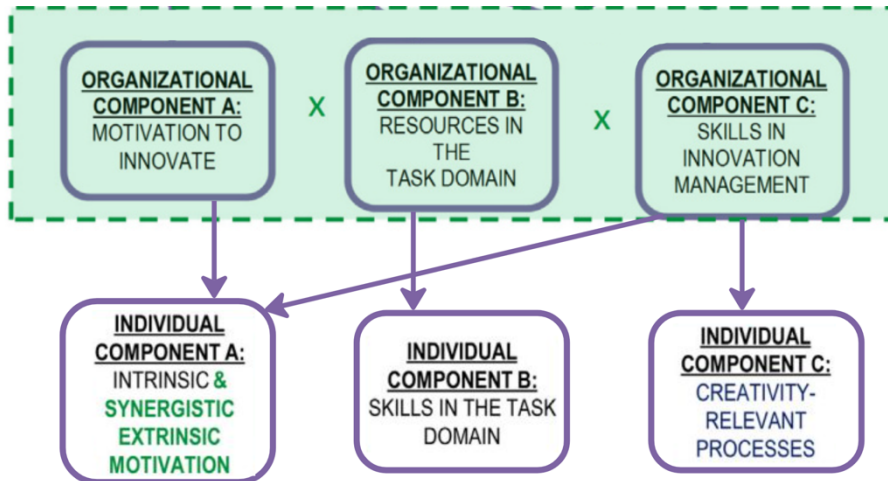 ORGANIZATIONAL
COMPONENT A:
MOTIVATION TO
INNOVATE
X
ORGANIZATIONAL
COMPONENT B:
RESOURCES IN
THE
TASK DOMAIN
X
ORGANIZATIONAL
COMPONENT C:
SKILLS IN
INNOVATION
MANAGEMENT
INDIVIDUAL
COMPONENT A:
INTRINSIC &
SYNERGISTIC
EXTRINSIC
MOTIVATION
INDIVIDUAL
COMPONENT B:
SKILLS IN THE TASK
DOMAIN
INDIVIDUAL
COMPONENT C:
CREATIVITY-
RELEVANT
PROCESSES